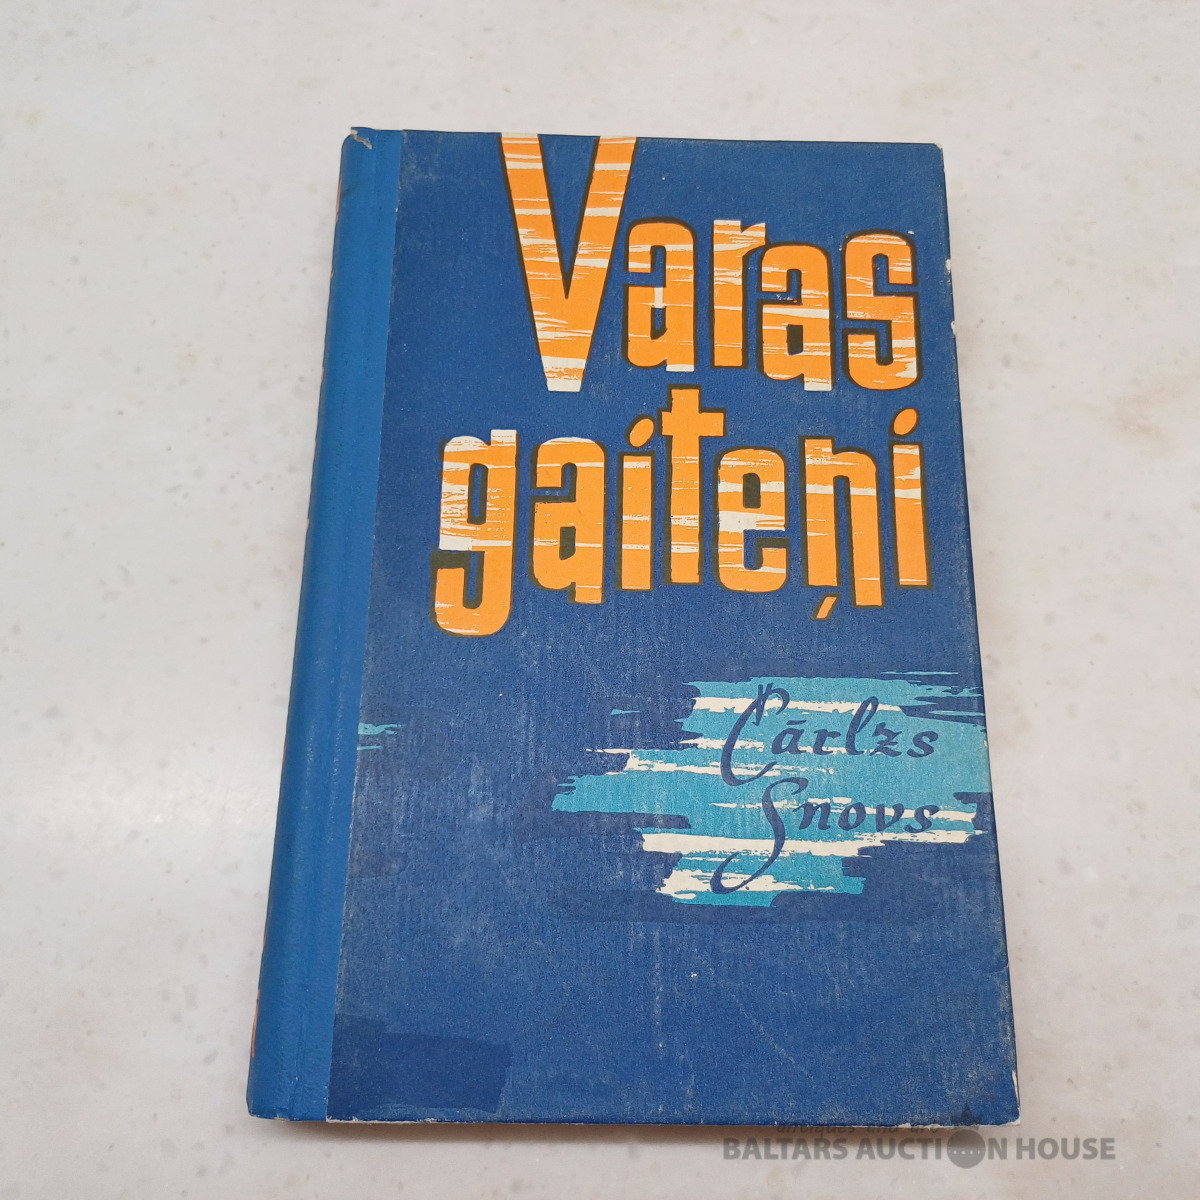 Varas
gaiteņi
Čārlzs
Snovs
BALTARS AUCTION HOUSE